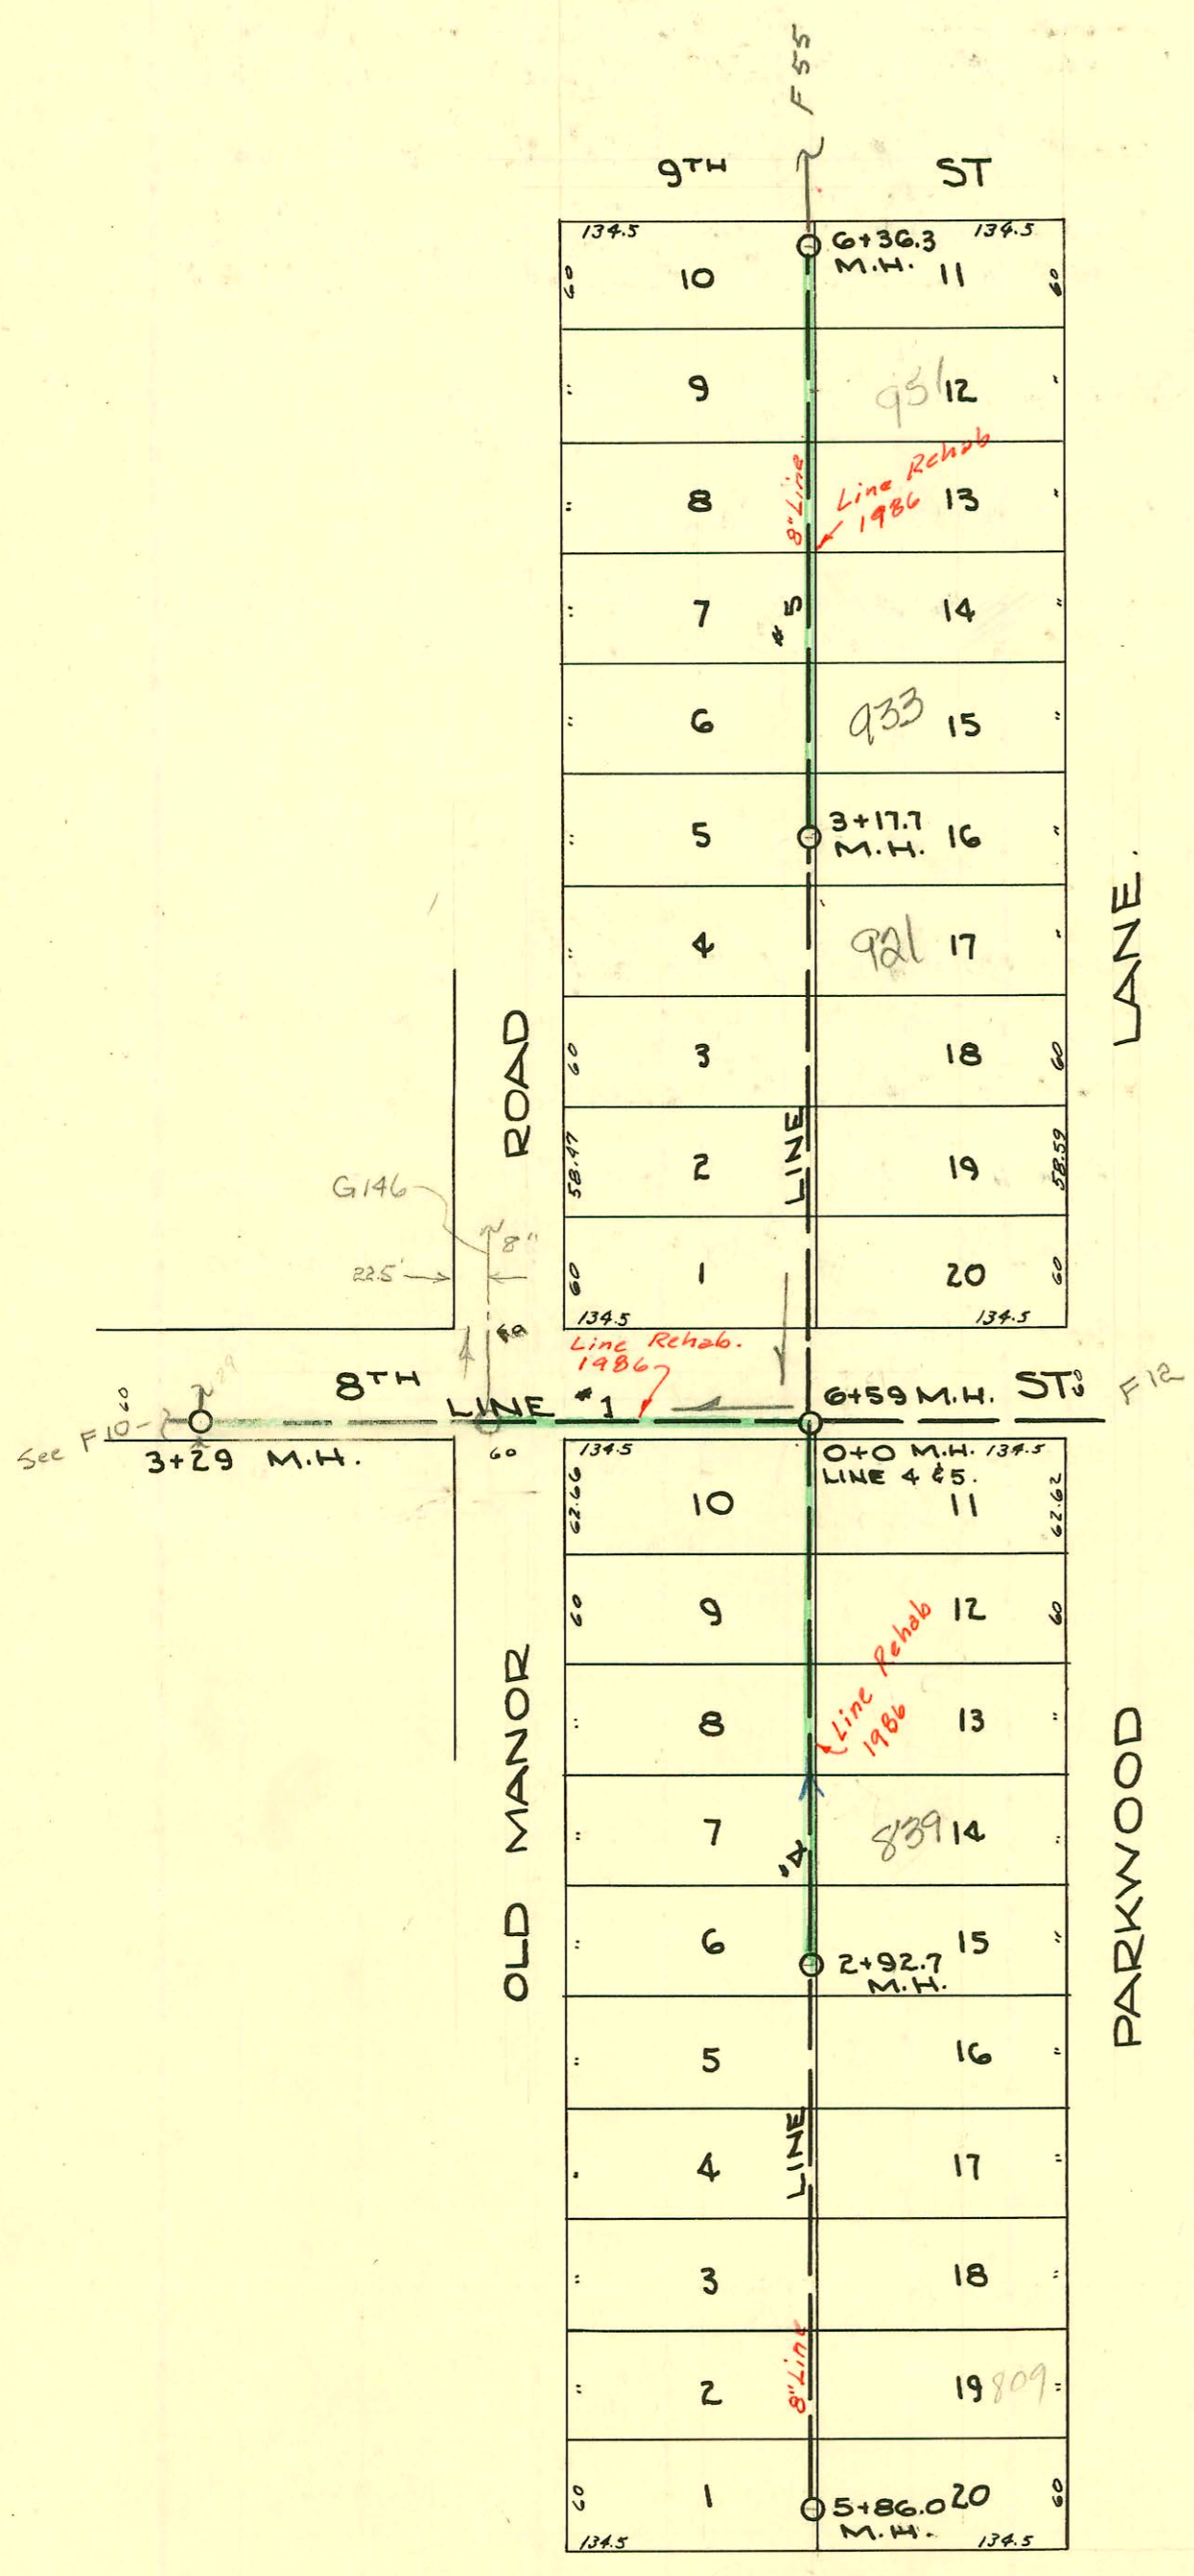 F 55
9TH ST
134.5 134.5
6+36.3
M.H.
60 10 11 60
" 9 951 12 "
Line Rehab
1986
8" Line
" 8 13 "
" 7 14 "
# 5
" 6 933 15 "
3+17.7
M.H.
" 5 16 "
" 4 921 17 "
LANE.
ROAD
60 3 18 60
58.47 2 19 58.59
LINE
G146
8"
22.5'
60 1 20 60
134.5 134.5
60
Line Rehab.
1986
60
8TH ST
LINE #1
6+59 M.H.
60
F 12
See F10
3+29 M.H.
60
134.5 134.5
0+0 M.H.
LINE 4 & 5.
62.66 10 11 62.62
60 9 12 60
Line Rehab
1986
" 8 13 "
" 7 839 14 "
#4
" 6 15 "
2+92.7
M.H.
OLD MANOR
PARKWOOD
" 5 16 "
" 4 17 "
LINE
" 3 18 "
8" Line
" 2 19 809 "
60 1 20 60
5+86.0
M.H.
134.5 134.5